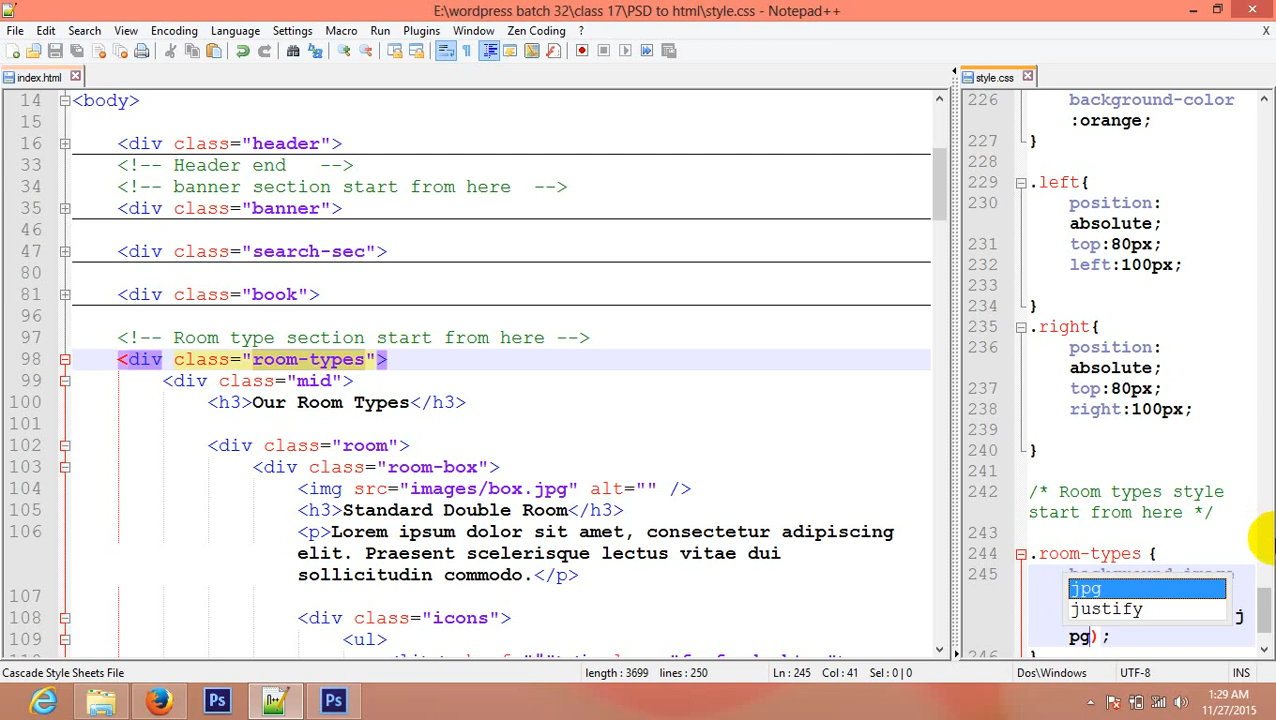 E:\wordpress batch 32\class 17\PSD to html\style.css - Notepad++
File Edit Search View Encoding Language Settings Macro Run Plugins Window Zen Coding ? X
index.html
14 <body>
15
16 <div class="header">
33 <!-- Header end   -->
34 <!-- banner section start from here  -->
35 <div class="banner">
46
47 <div class="search-sec">
80
81 <div class="book">
96
97 <!-- Room type section start from here -->
98 <div class="room-types">
99 <div class="mid">
100 <h3>Our Room Types</h3>
101
102 <div class="room">
103 <div class="room-box">
104 <img src="images/box.jpg" alt="" />
105 <h3>Standard Double Room</h3>
106 <p>Lorem ipsum dolor sit amet, consectetur adipiscing
elit. Praesent scelerisque lectus vitae dui
sollicitudin commodo.</p>
107
108 <div class="icons">
109 <ul>
style.css
226 background-color
:orange;
227 }
228
229 .left{
230 position:
absolute;
231 top:80px;
232 left:100px;
233
234 }
235 .right{
236 position:
absolute;
237 top:80px;
238 right:100px;
239
240 }
241
242 /* Room types style
start from here */
243
244 .room-types {
245 background-image
jpg
justify
j
pg);
246 }
Cascade Style Sheets File length : 3699 lines : 250 Ln : 245 Col : 41 Sel : 0 | 0 Dos\Windows UTF-8 INS
Ps Ps
1:29 AM
11/27/2015